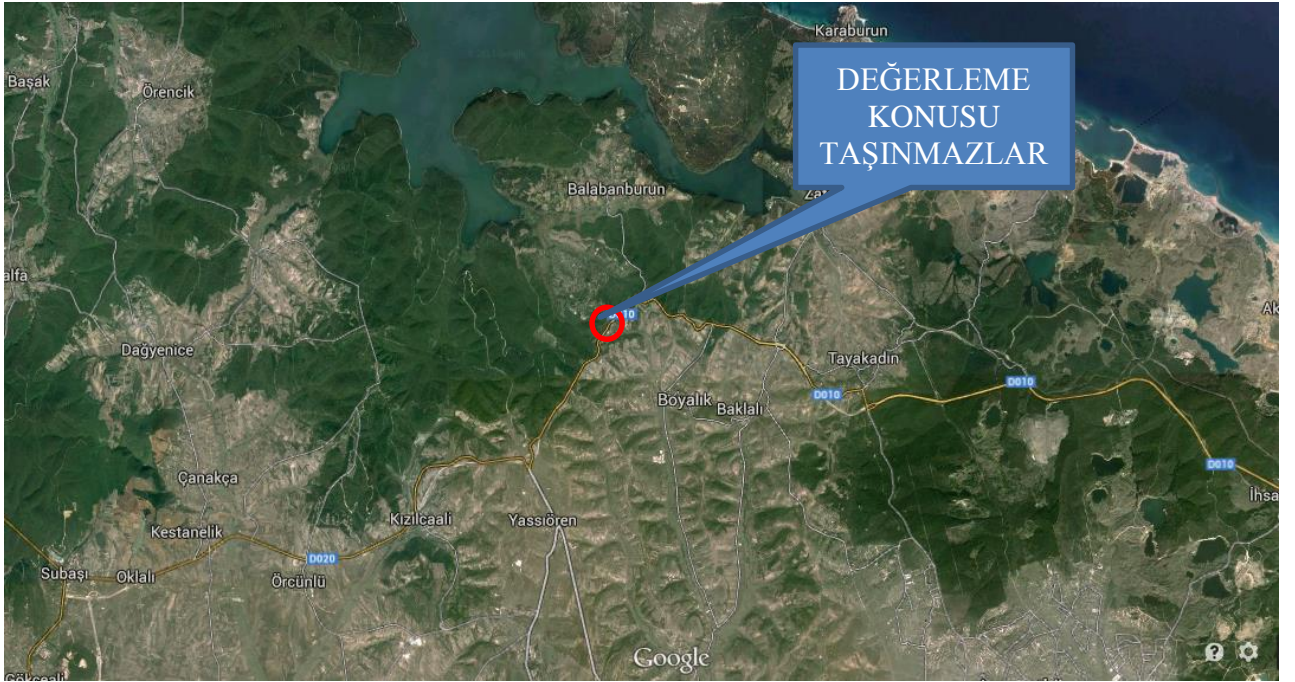 Karaburun
Başak
Örencik
DEĞERLEME
KONUSU
TAŞINMAZLAR
Balabanburun
D010
Dağyenice
Tayakadın
D010
D010
Boyalık
Baklalı
D010
Çanakça
Kızılcaali
Yassıören
Kestanelik
D020
Subaşı
Oklalı
Örcünlü
Google